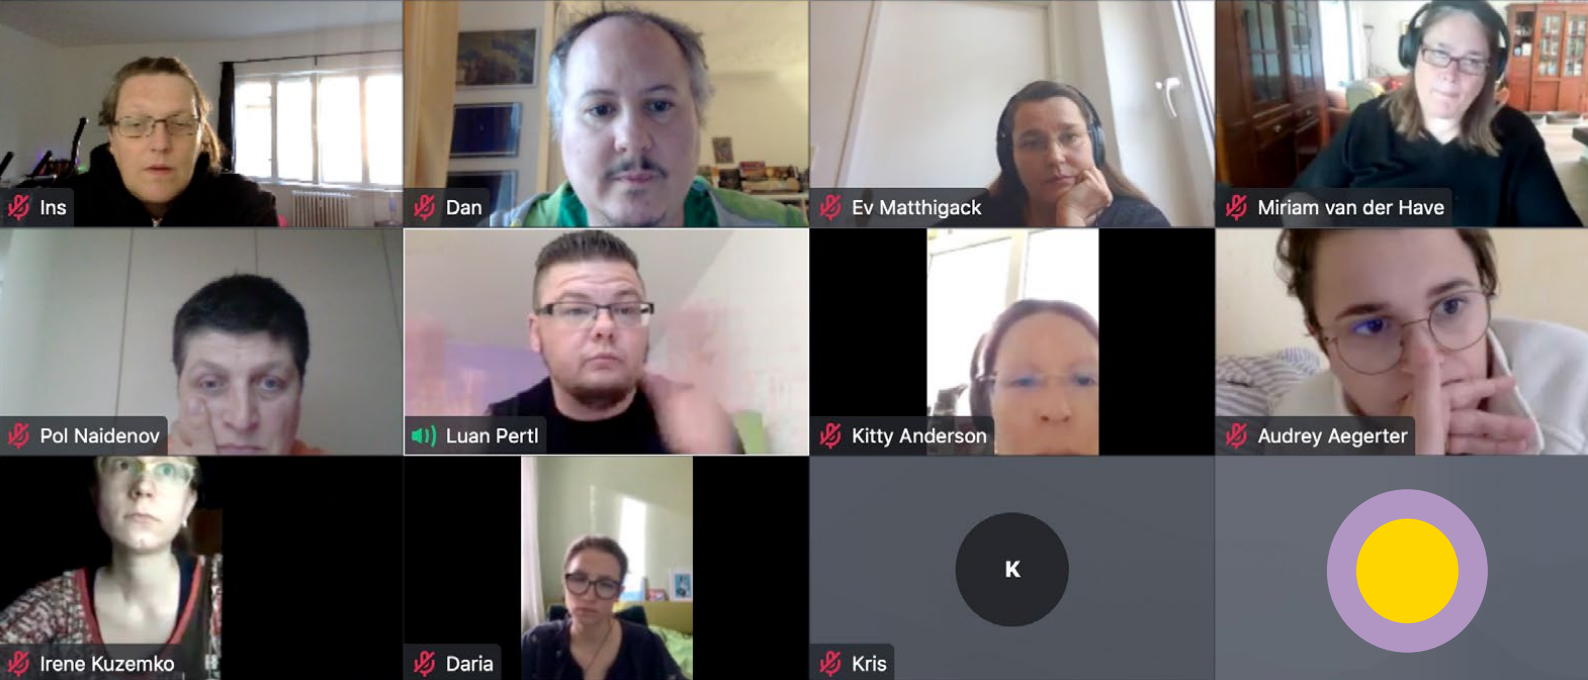 Ins
Dan
Ev Matthigack
Miriam van der Have
Pol Naidenov
Luan Pertl
Kitty Anderson
Audrey Aegerter
Irene Kuzemko
Daria
K
Kris